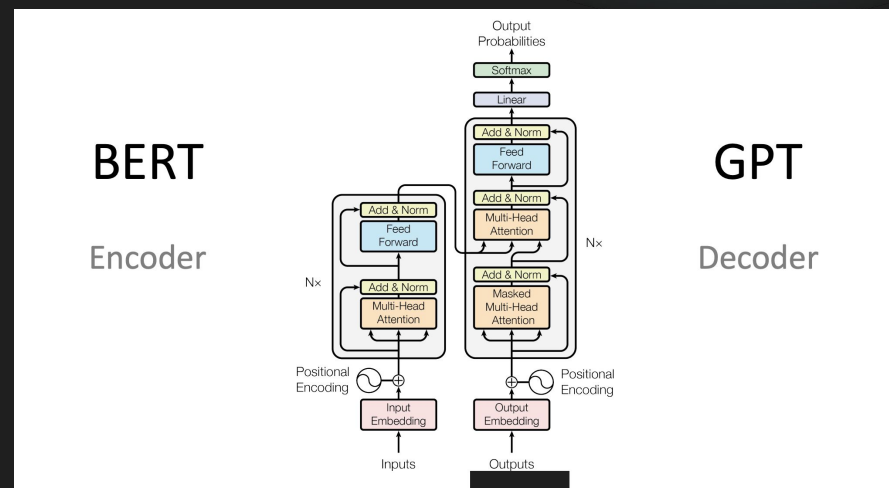 BERT
Encoder
Output
Probabilities
Softmax
Linear
Add & Norm
Feed
Forward
Add & Norm
Multi-Head
Attention
Add & Norm
Masked
Multi-Head
Attention
Nx
Add & Norm
Feed
Forward
Add & Norm
Multi-Head
Attention
Nx
Positional
Encoding
Positional
Encoding
Input
Embedding
Output
Embedding
Inputs
Outputs
GPT
Decoder